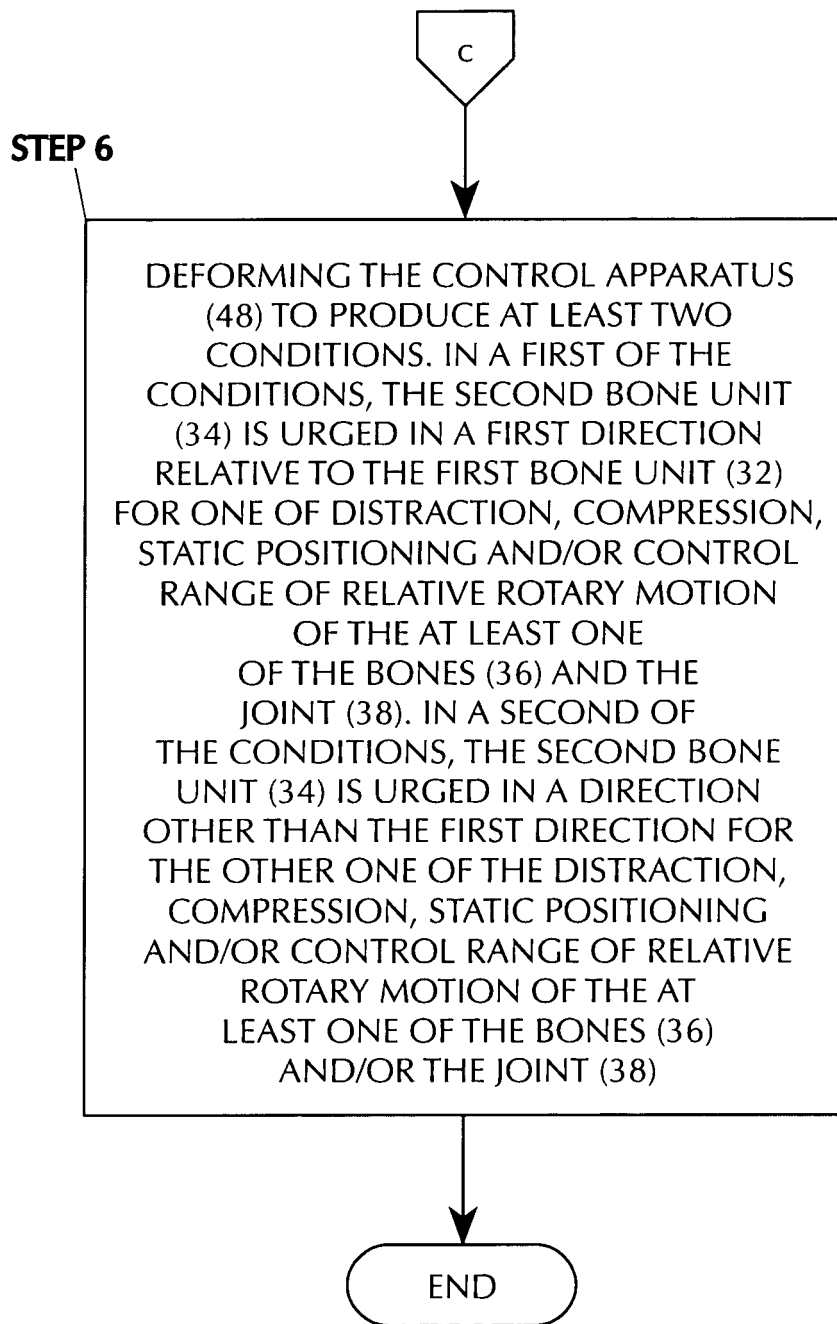 C
STEP 6
DEFORMING THE CONTROL APPARATUS
(48) TO PRODUCE AT LEAST TWO
CONDITIONS. IN A FIRST OF THE
CONDITIONS, THE SECOND BONE UNIT
(34) IS URGED IN A FIRST DIRECTION
RELATIVE TO THE FIRST BONE UNIT (32)
FOR ONE OF DISTRACTION, COMPRESSION,
STATIC POSITIONING AND/OR CONTROL
RANGE OF RELATIVE ROTARY MOTION
OF THE AT LEAST ONE
OF THE BONES (36) AND THE
JOINT (38). IN A SECOND OF
THE CONDITIONS, THE SECOND BONE
UNIT (34) IS URGED IN A DIRECTION
OTHER THAN THE FIRST DIRECTION FOR
THE OTHER ONE OF THE DISTRACTION,
COMPRESSION, STATIC POSITIONING
AND/OR CONTROL RANGE OF RELATIVE
ROTARY MOTION OF THE AT
LEAST ONE OF THE BONES (36)
AND/OR THE JOINT (38)
END